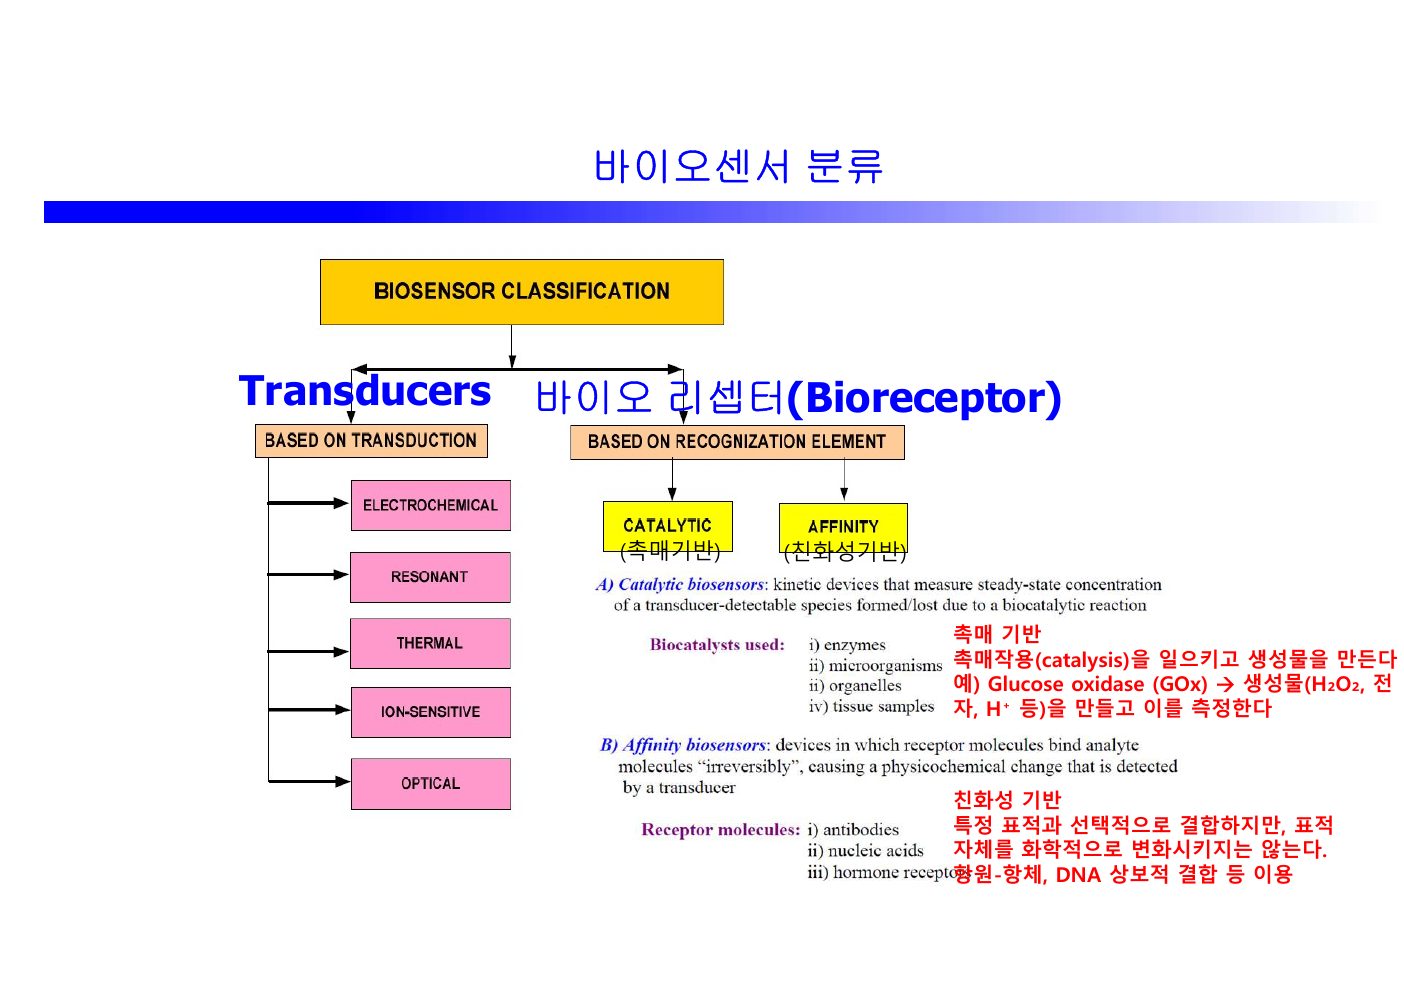 바이오센서 분류
BIOSENSOR CLASSIFICATION
Transducers
바이오 리셉터(Bioreceptor)
BASED ON TRANSDUCTION
BASED ON RECOGNIZATION ELEMENT
ELECTROCHEMICAL
RESONANT
THERMAL
ION-SENSITIVE
OPTICAL
CATALYTIC
(촉매기반)
AFFINITY
(친화성기반)
A) Catalytic biosensors: kinetic devices that measure steady-state concentration
of a transducer-detectable species formed/lost due to a biocatalytic reaction
Biocatalysts used: i) enzymes
ii) microorganisms
ii) organelles
iv) tissue samples
촉매 기반
촉매작용(catalysis)을 일으키고 생성물을 만든다
예) Glucose oxidase (GOx) → 생성물(H₂O₂, 전
자, H⁺ 등)을 만들고 이를 측정한다
B) Affinity biosensors: devices in which receptor molecules bind analyte
molecules “irreversibly”, causing a physicochemical change that is detected
by a transducer
Receptor molecules: i) antibodies
ii) nucleic acids
iii) hormone receptors
친화성 기반
특정 표적과 선택적으로 결합하지만, 표적
자체를 화학적으로 변화시키지는 않는다.
항원-항체, DNA 상보적 결합 등 이용